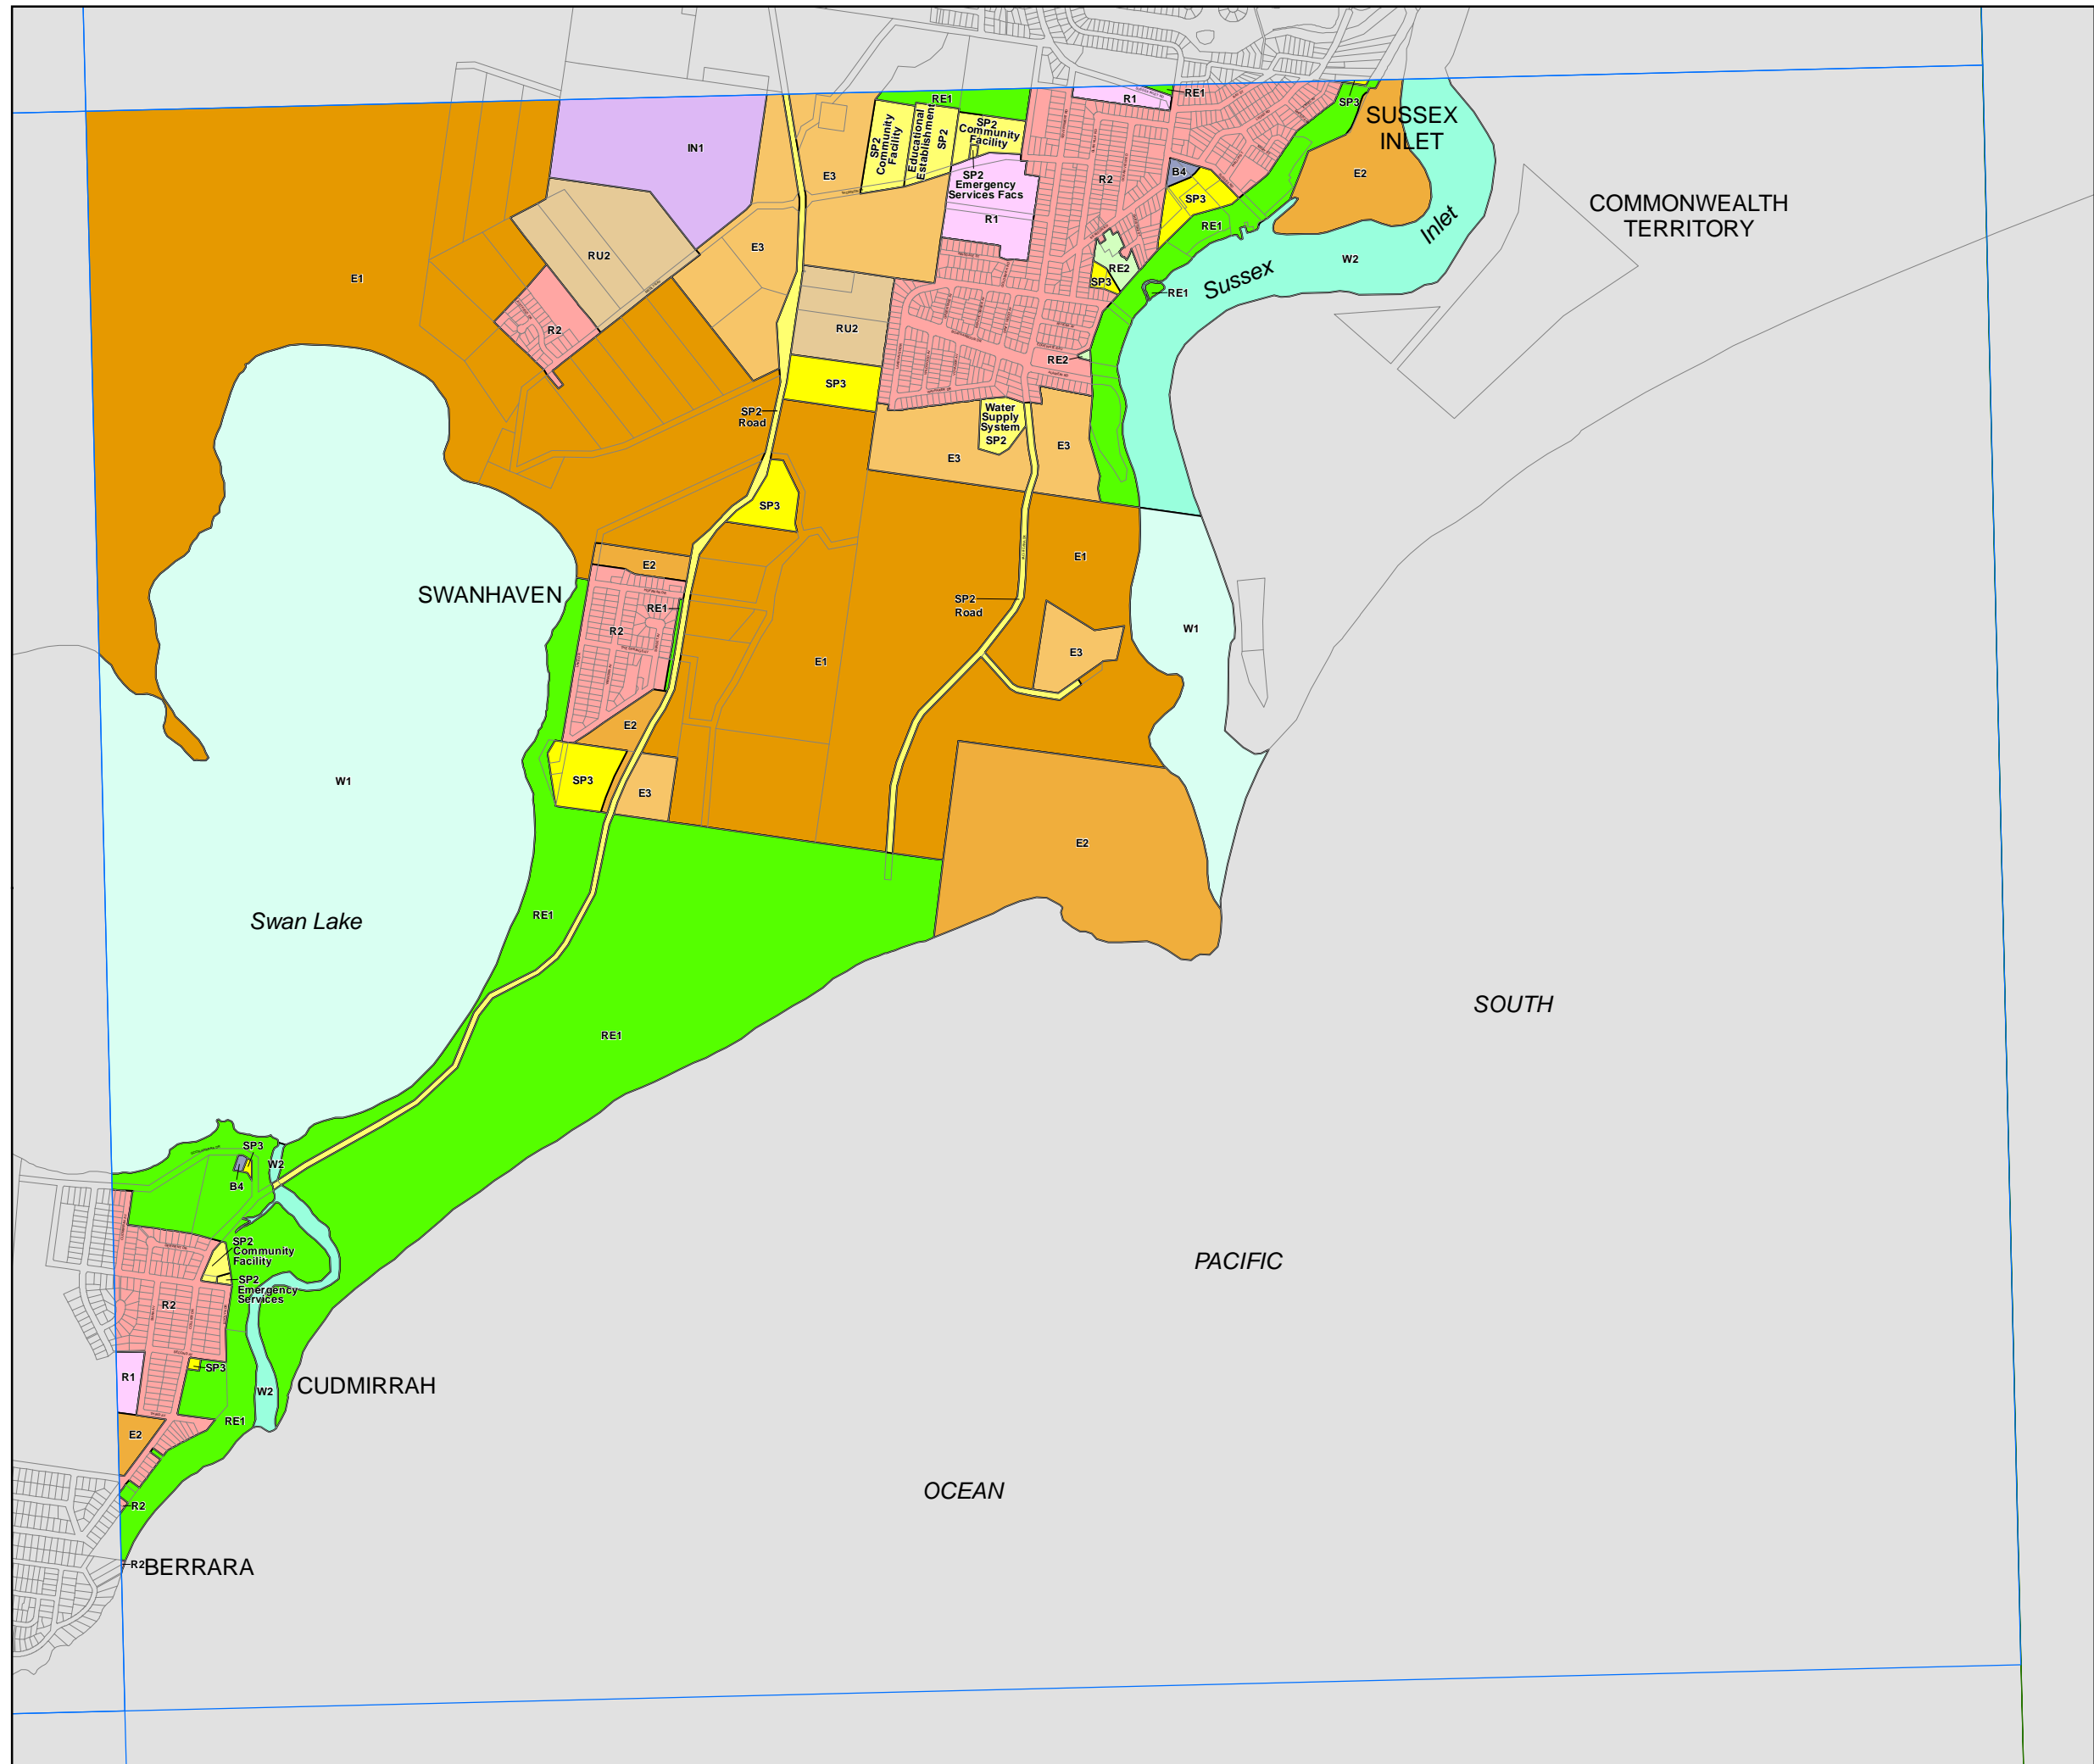 RE1
R1
RE1
SP3
SUSSEX
INLET
SP2
Community
Facility
Educational
Establishment
SP2
SP2
Community
Facility
IN1
E3
SP2
Emergency
Services Facs
R1
R2
B4
SP3
E2
RE1
Inlet
COMMONWEALTH
TERRITORY
E1
RU2
E3
RE2
SP3
W2
Sussex
RE1
R2
RU2
RE2
SP3
SP2
Road
Water
Supply
System
SP2
E3
E3
SP3
E1
E2
SWANHAVEN
RE1
R2
SP2
Road
W1
E3
E1
E2
W1
SP3
E3
E2
Swan Lake
RE1
SOUTH
RE1
SP3
W2
B4
SP2
Community
Facility
SP2
Emergency
Services
PACIFIC
R2
SP3
R1
W2
CUDMIRRAH
RE1
E2
OCEAN
R2
R2
BERRARA